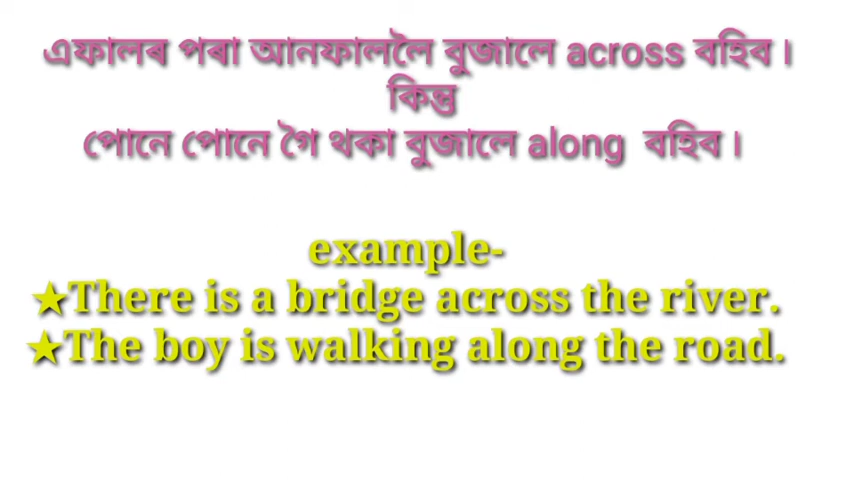 এফালৰ পৰা আনফাললৈ বুজালে across বহিব।
কিন্তু
পোনে পোনে গৈ থকা বুজালে along বহিব।
example-
★There is a bridge across the river.
★The boy is walking along the road.